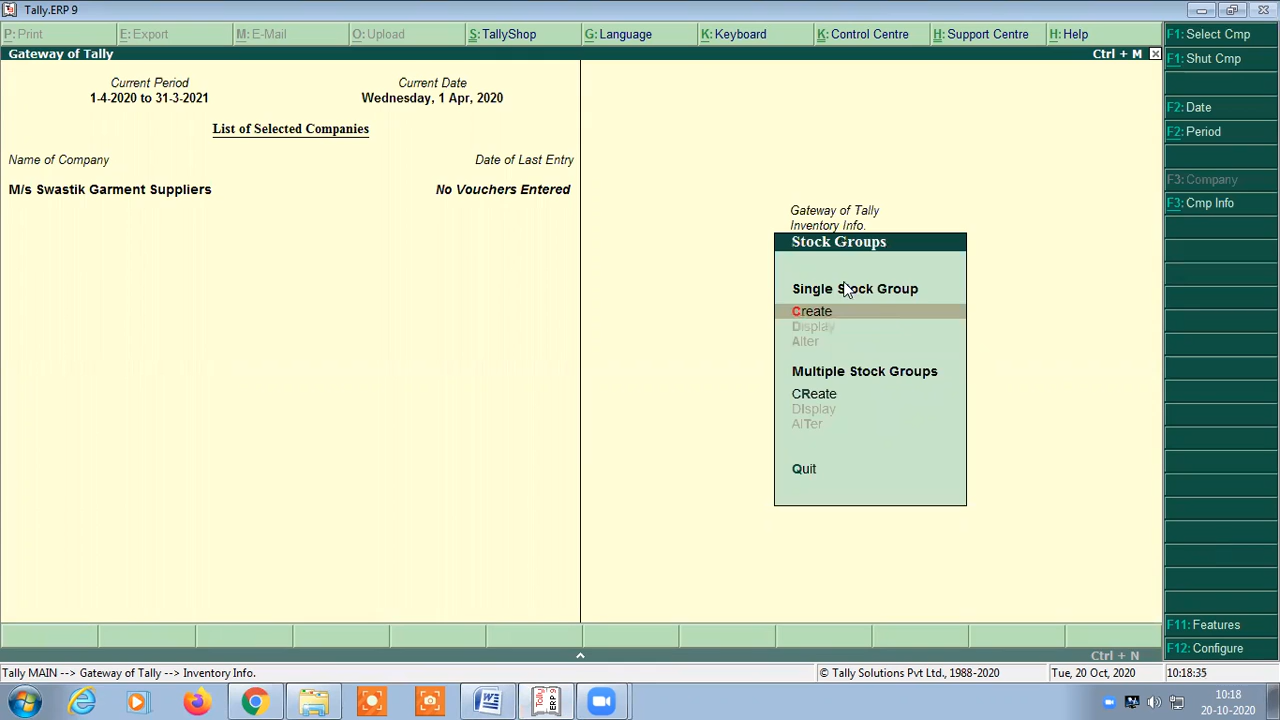 Tally.ERP 9
P: Print
E: Export
M: E-Mail
O: Upload
S: TallyShop
G: Language
K: Keyboard
K: Control Centre
H: Support Centre
H: Help
F1: Select Cmp
F1: Shut Cmp
F2: Date
F2: Period
F3: Company
F3: Cmp Info
F11: Features
F12: Configure
Gateway of Tally
Ctrl + M
Current Period
1-4-2020 to 31-3-2021
Current Date
Wednesday, 1 Apr, 2020
List of Selected Companies
Name of Company
Date of Last Entry
M/s Swastik Garment Suppliers
No Vouchers Entered
Gateway of Tally
Inventory Info.
Stock Groups
Single Stock Group
Create
Display
Alter
Multiple Stock Groups
CReate
DIsplay
AlTer
Quit
Ctrl + N
Tally MAIN --> Gateway of Tally --> Inventory Info.
© Tally Solutions Pvt Ltd., 1988-2020
Tue, 20 Oct, 2020
10:18:35
Tally
ERP 9
10:18
20-10-2020